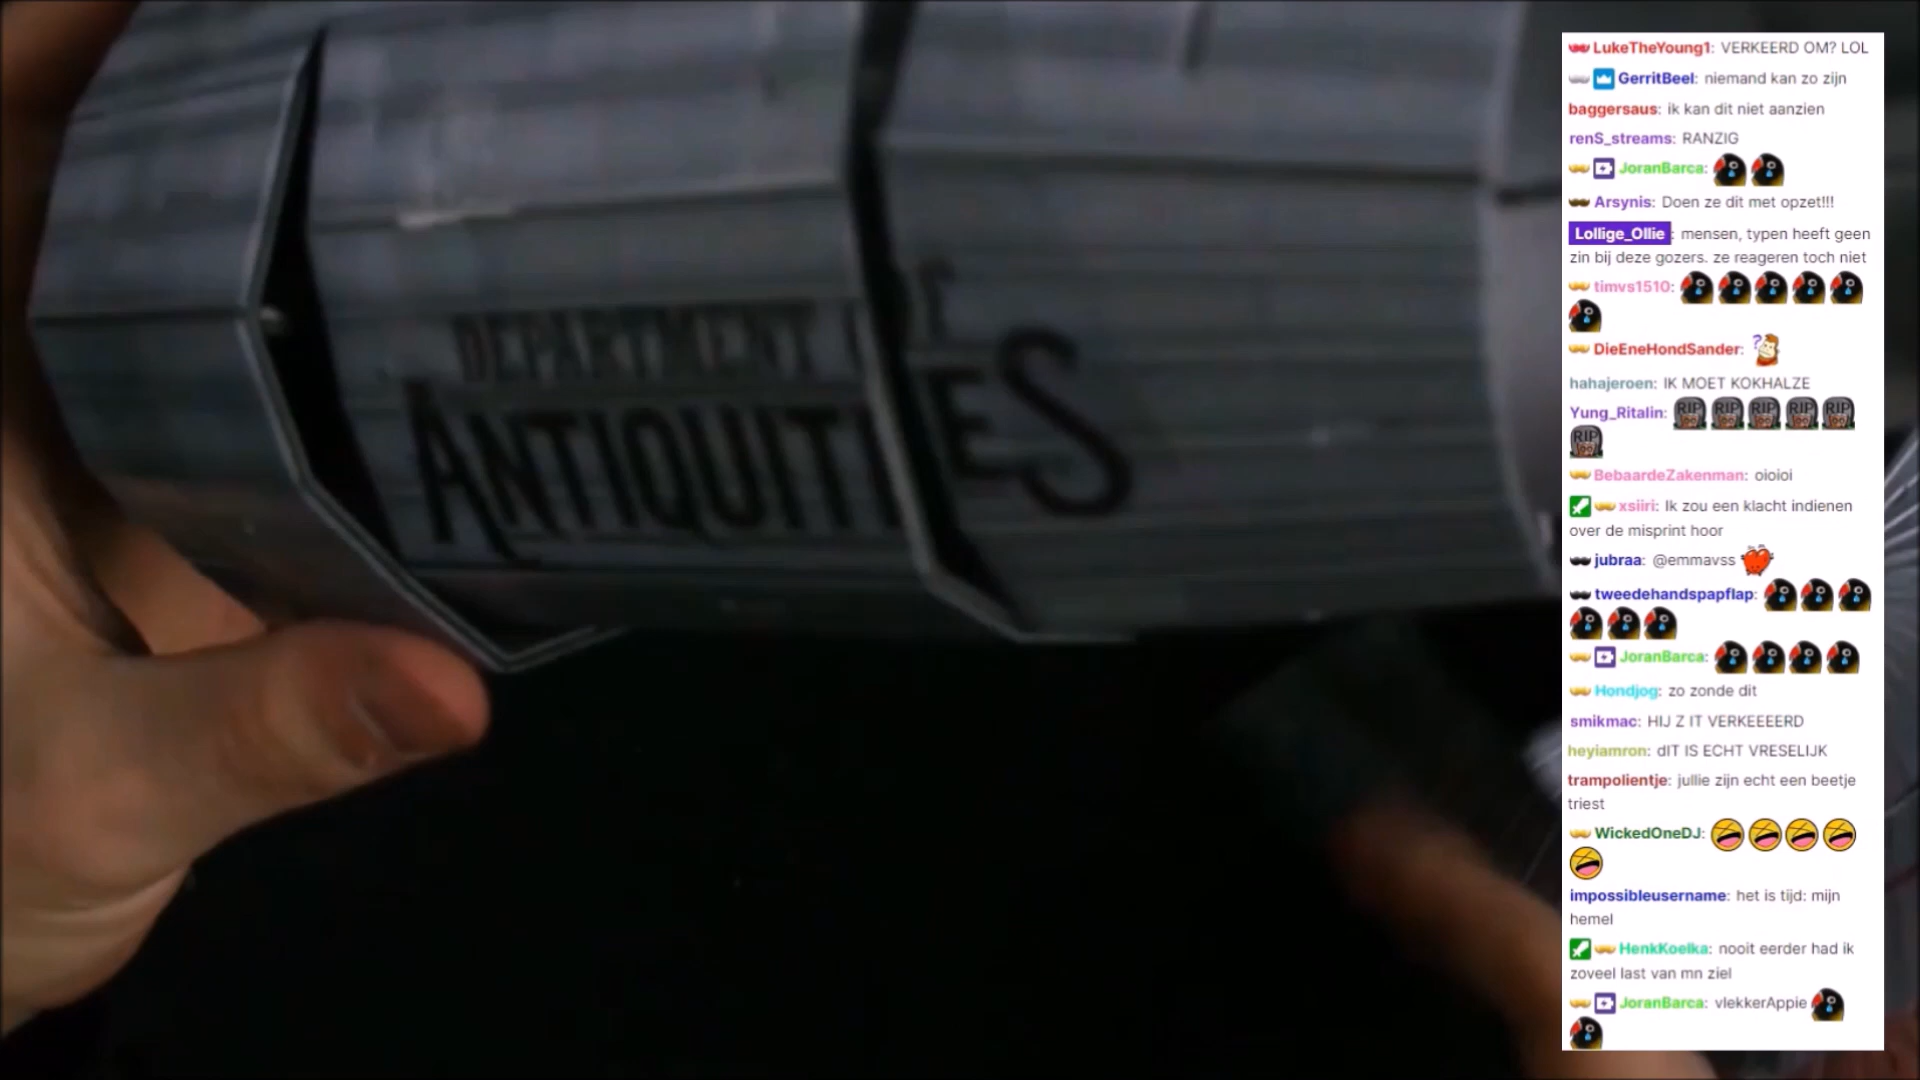 DEPARTMENT OF
ANTIQUITIES
LukeTheYoung1: VERKEERD OM? LOL
GerritBeel: niemand kan zo zijn
baggersaus: ik kan dit niet aanzien
renS_streams: RANZIG
JoranBarca:
Arsynis: Doen ze dit met opzet!!!
Lollige_Ollie: mensen, typen heeft geen
zin bij deze gozers. ze reageren toch niet
timvs1510:
DieEneHondSander:
hahajeroen: IK MOET KOKHALZE
Yung_Ritalin: RIP RIP RIP RIP RIP
RIP
BebaardeZakenman: oioioi
xsiiri: Ik zou een klacht indienen
over de misprint hoor
jubraa: @emmavss
tweedehandspapflap:
JoranBarca:
Hondjog: zo zonde dit
smikmac: HIJ Z IT VERKEEEERD
heyiamron: dIT IS ECHT VRESELIJK
trampolientje: jullie zijn echt een beetje
triest
WickedOneDJ:
impossibleusername: het is tijd: mijn
hemel
HenkKoelka: nooit eerder had ik
zoveel last van mn ziel
JoranBarca: vlekkerAppie